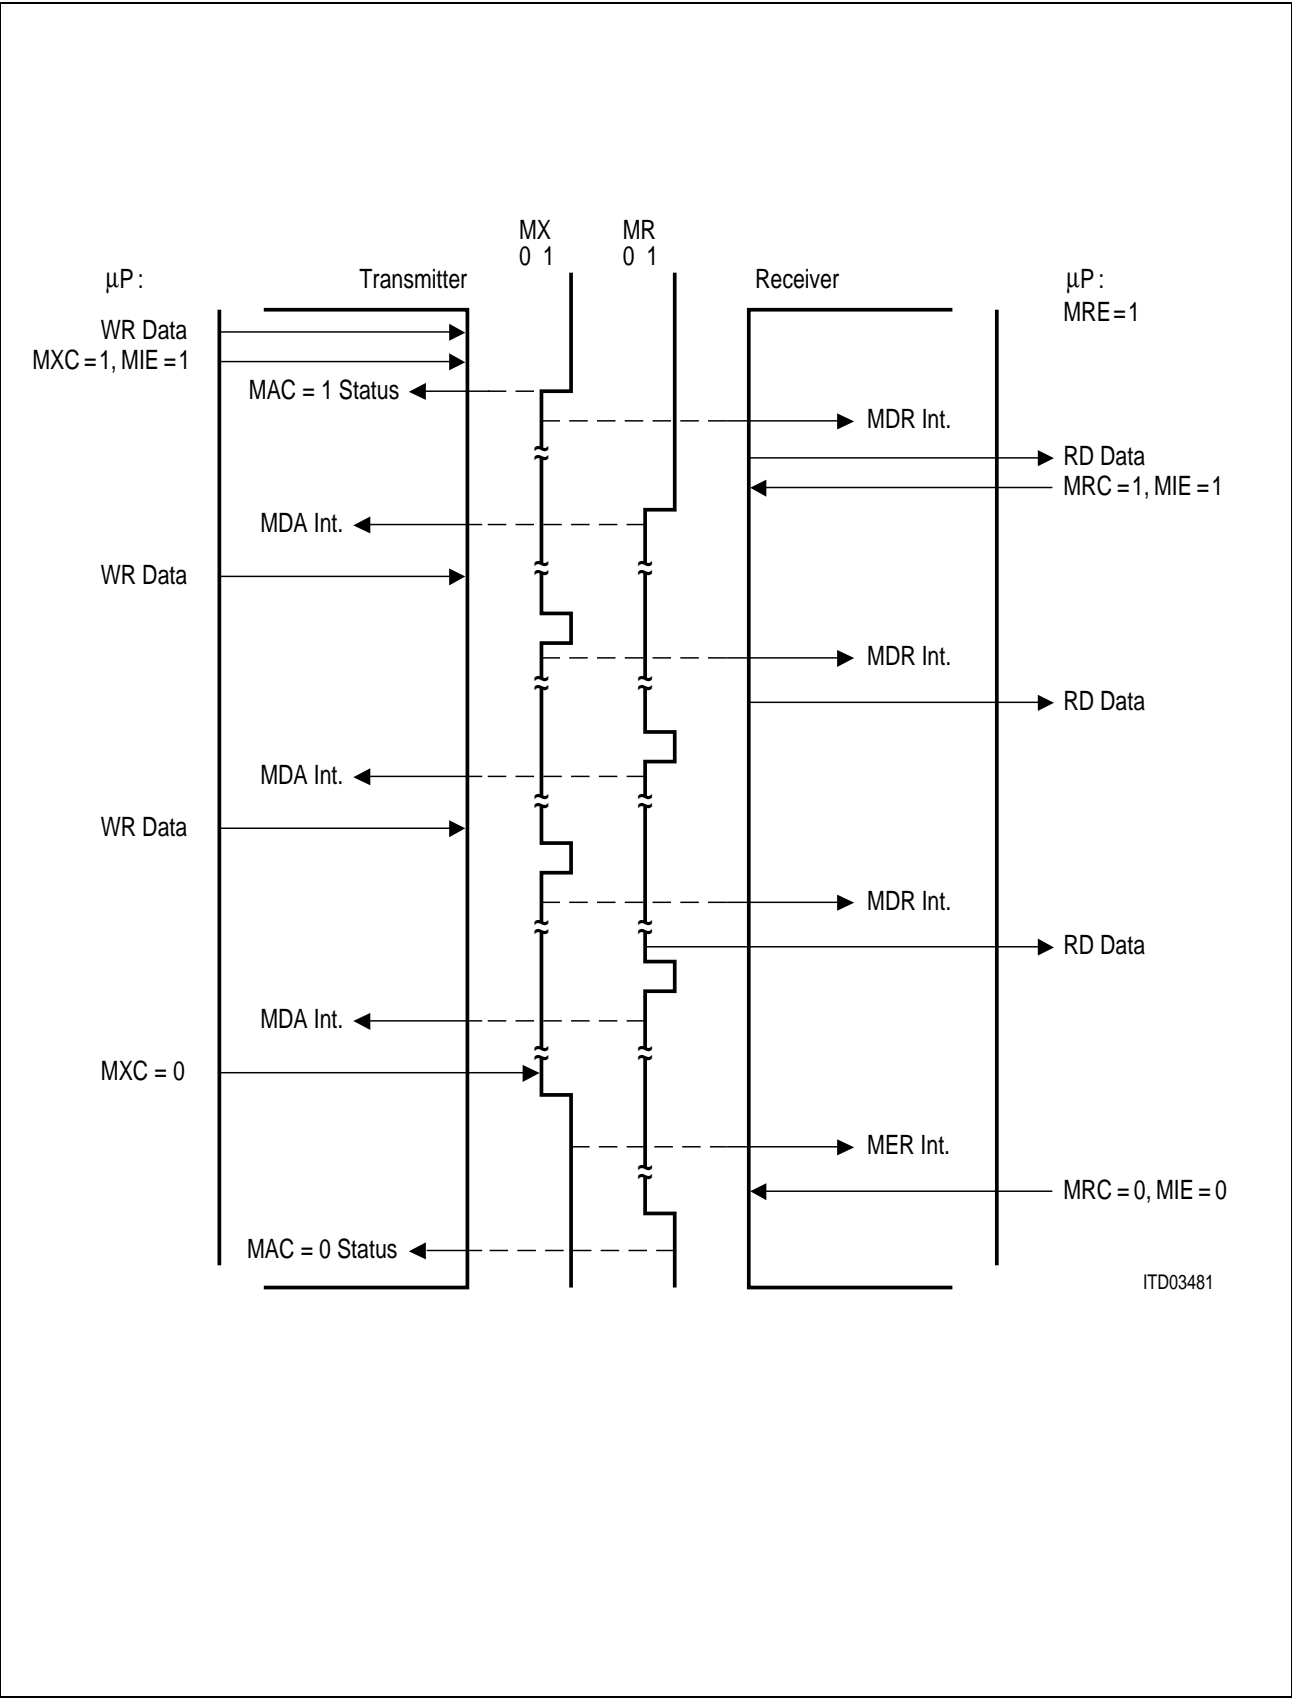 MX
0 1
MR
0 1
µP :
Transmitter
Receiver
µP :
MRE = 1
WR Data
MXC = 1, MIE = 1
MAC = 1 Status
MDR Int.
RD Data
MRC = 1, MIE = 1
MDA Int.
WR Data
MDR Int.
RD Data
MDA Int.
WR Data
MDR Int.
RD Data
MDA Int.
MXC = 0
MER Int.
MRC = 0, MIE = 0
MAC = 0 Status
ITD03481